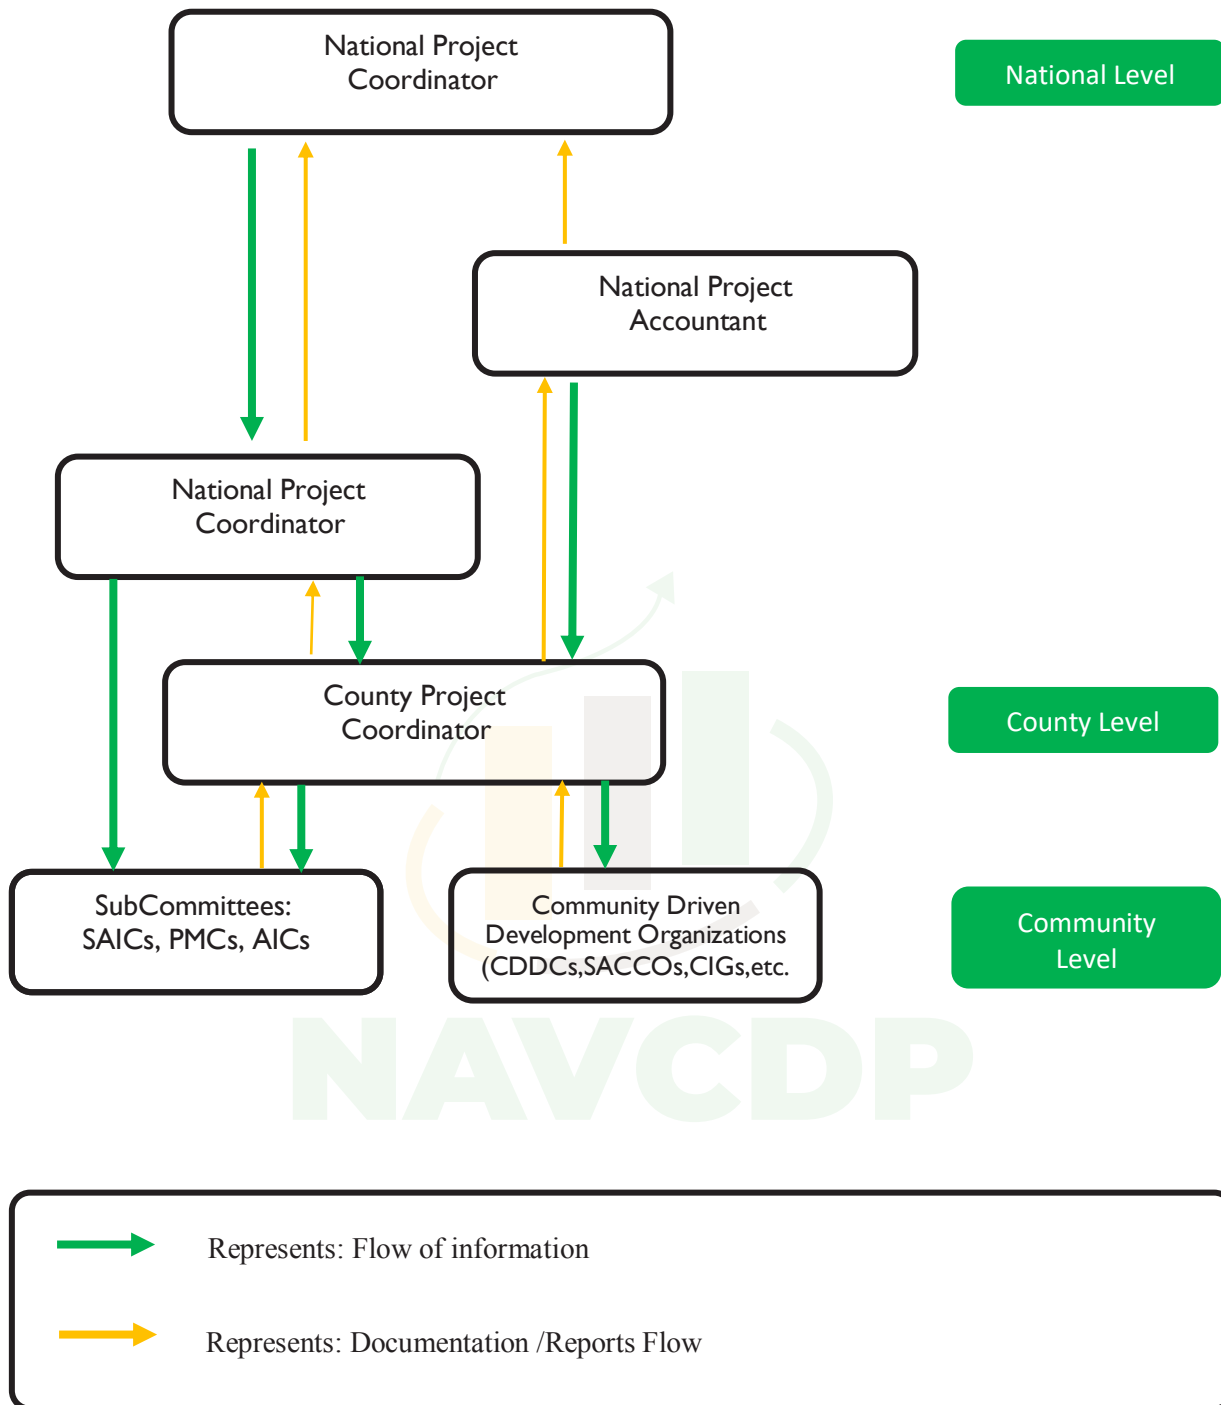 National Project
Coordinator
National Level
National Project
Accountant
National Project
Coordinator
County Project
Coordinator
County Level
SubCommittees:
SAICs, PMCs, AICs
Community Driven
Development Organizations
(CDDCs,SACCOs,CIGs,etc.
Community
Level
NAVCDP
Represents: Flow of information
Represents: Documentation /Reports Flow